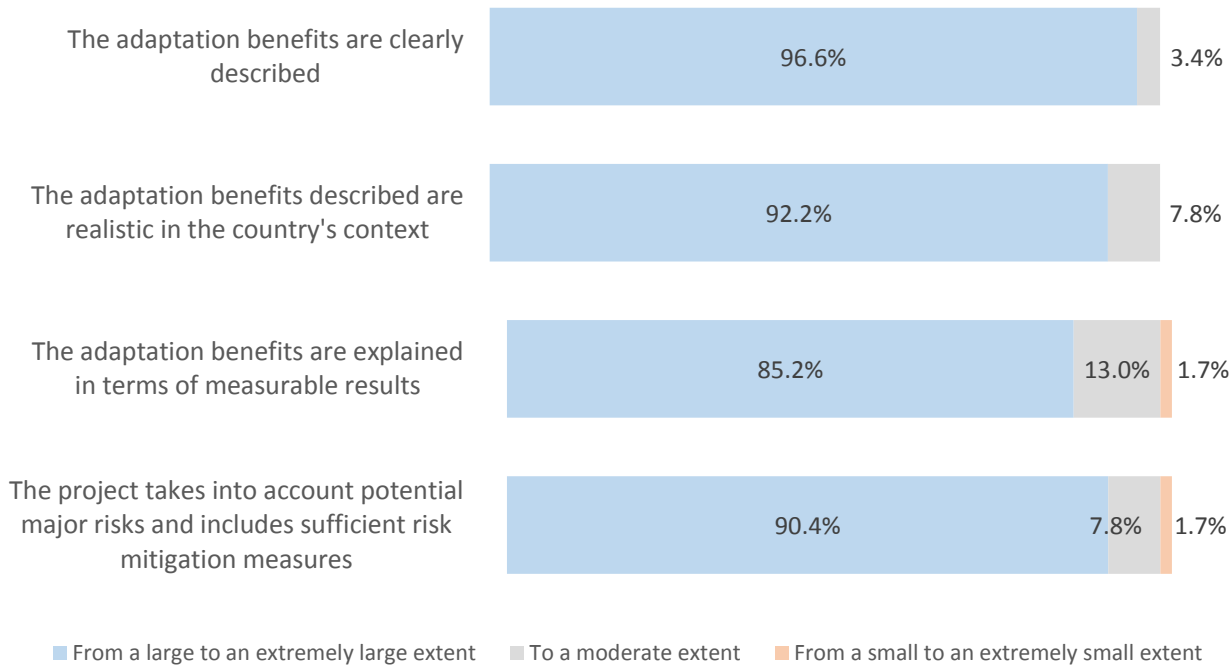 The adaptation benefits are clearly
described
96.6%
3.4%
The adaptation benefits described are
realistic in the country's context
92.2%
7.8%
The adaptation benefits are explained
in terms of measurable results
85.2%
13.0%
1.7%
The project takes into account potential
major risks and includes sufficient risk
mitigation measures
90.4%
7.8%
1.7%
From a large to an extremely large extent
To a moderate extent
From a small to an extremely small extent